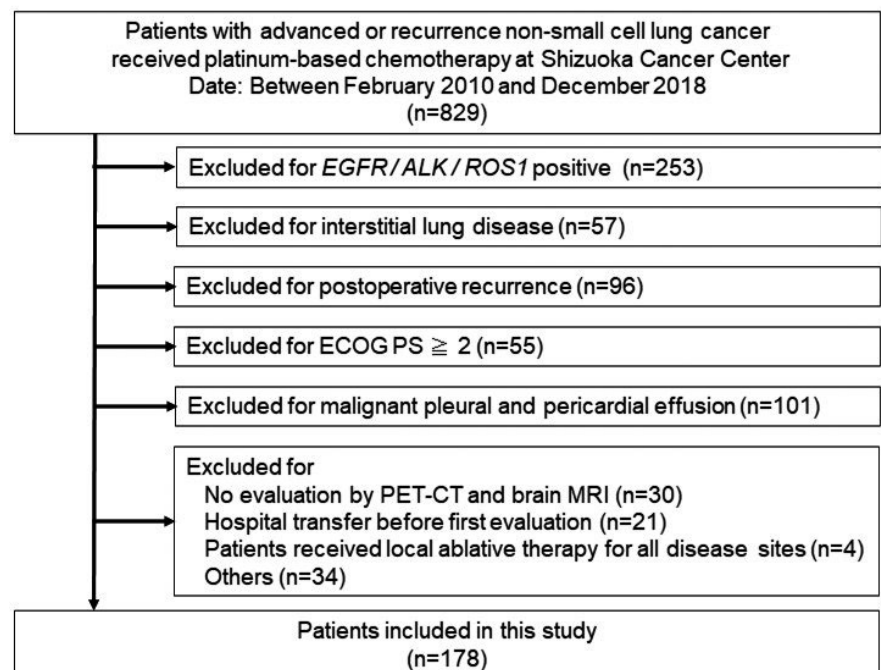 Patients with advanced or recurrence non-small cell lung cancer
received platinum-based chemotherapy at Shizuoka Cancer Center
Date: Between February 2010 and December 2018
(n=829)
Excluded for EGFR / ALK / ROS1 positive (n=253)
Excluded for interstitial lung disease (n=57)
Excluded for postoperative recurrence (n=96)
Excluded for ECOG PS ≧ 2 (n=55)
Excluded for malignant pleural and pericardial effusion (n=101)
Excluded for
No evaluation by PET-CT and brain MRI (n=30)
Hospital transfer before first evaluation (n=21)
Patients received local ablative therapy for all disease sites (n=4)
Others (n=34)
Patients included in this study
(n=178)